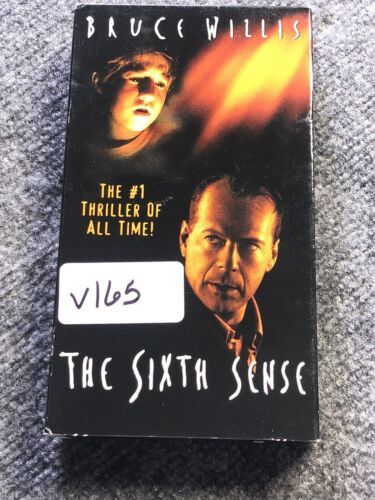 BRUCE WILLIS
THE #1
THRILLER OF
ALL TIME!
V165
THE SIXTH SENSE